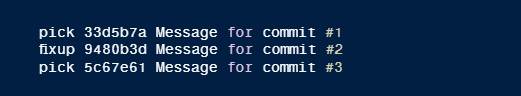 pick 33d5b7a Message for commit #1
fixup 9480b3d Message for commit #2
pick 5c67e61 Message for commit #3